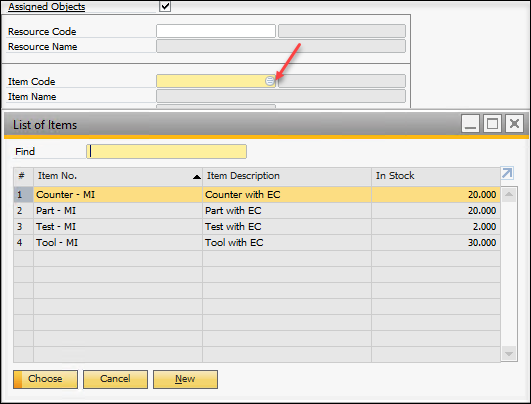 Assigned Objects
Resource Code
Resource Name
Item Code
Item Name
List of Items
Find
# Item No. Item Description In Stock
1 Counter - MI Counter with EC 20.000
2 Part - MI Part with EC 20.000
3 Test - MI Test with EC 2.000
4 Tool - MI Tool with EC 30.000
Choose Cancel New